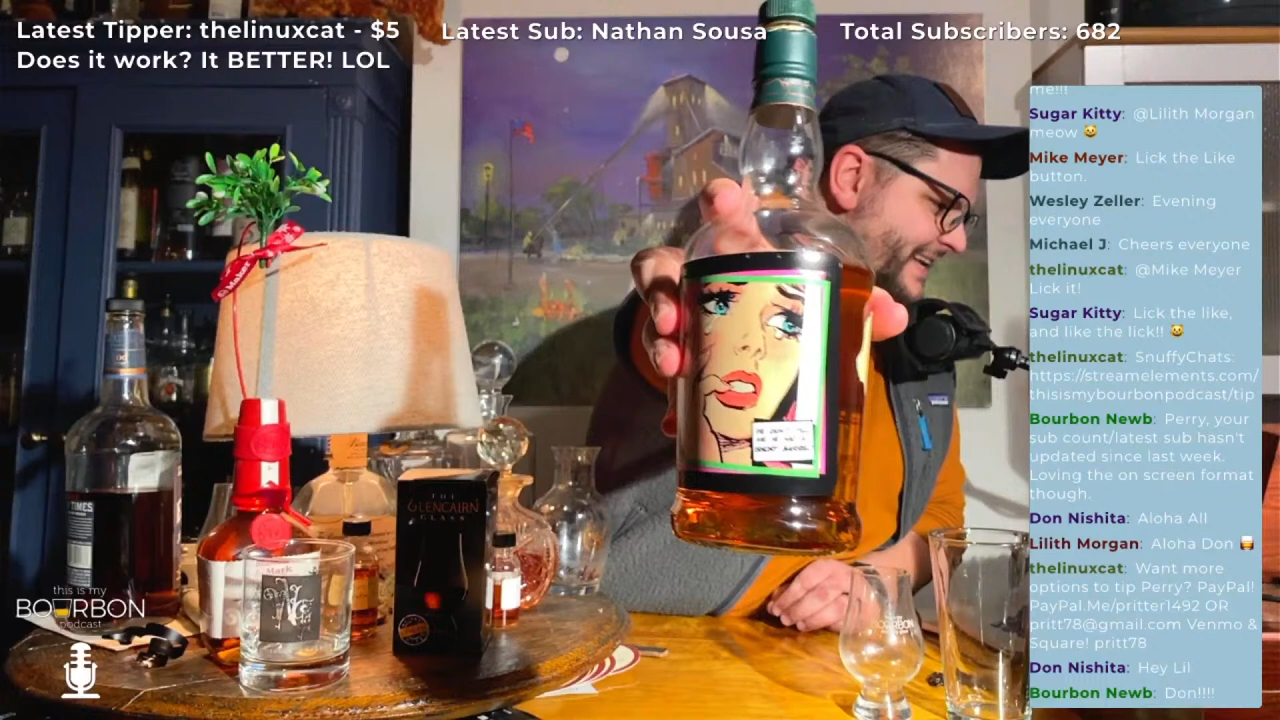 Latest Tipper: thelinuxcat - $5
Does it work? It BETTER! LOL
Latest Sub: Nathan Sousa
Total Subscribers: 682
me!!!
Sugar Kitty: @Lilith Morgan
meow
Mike Meyer: Lick the Like
button.
Wesley Zeller: Evening
everyone
Michael J: Cheers everyone
thelinuxcat: @Mike Meyer
Lick it!
Sugar Kitty: Lick the like,
and like the lick!!
thelinuxcat: SnuffyChats:
https://streamelements.com/
thisismybourbonpodcast/tip
Bourbon Newb: Perry, your
sub count/latest sub hasn't
updated since last week.
Loving the on screen format
though.
Don Nishita: Aloha All
Lilith Morgan: Aloha Don
thelinuxcat: Want more
options to tip Perry? PayPal!
PayPal.Me/pritter1492 OR
pritt78@gmail.com Venmo &
Square! pritt78
Don Nishita: Hey Lil
Bourbon Newb: Don!!!!
THE
GLENCAIRN
GLASS
TIMES
Maker
this is my
BOURBON
podcast